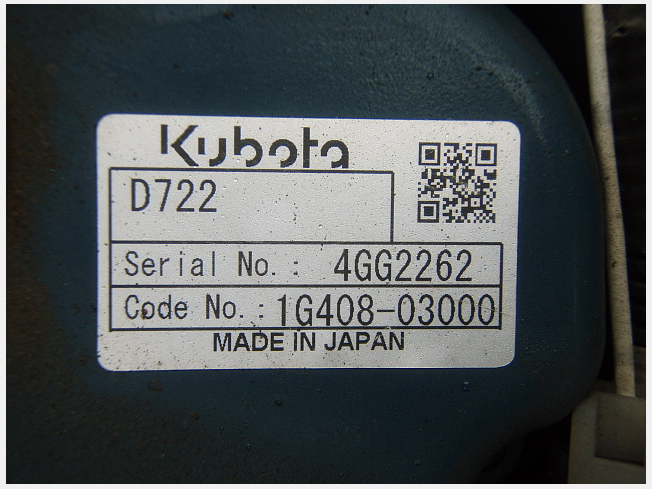 Kubota
D722
Serial No.: 4GG2262
Code No.: 1G408-03000
MADE IN JAPAN